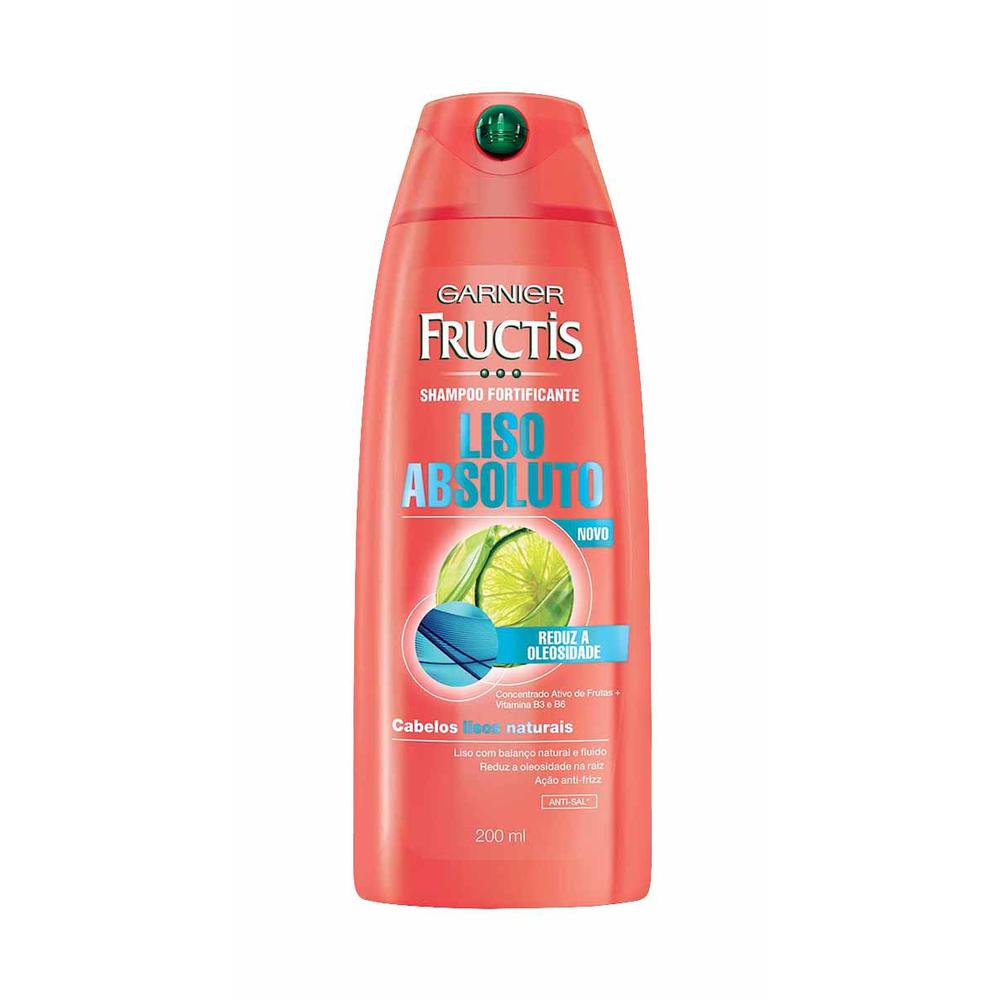 GARNIER
FRUCTIS
SHAMPOO FORTIFICANTE
LISO
ABSOLUTO
NOVO
REDUZ A
OLEOSIDADE
Concentrado Ativo de Frutas +
Vitamina B3 e B6
Cabelos lisos naturais
Liso com balanço natural e fluido
Reduz a oleosidade na raiz
Ação anti-frizz
ANTI-SAL*
200 ml